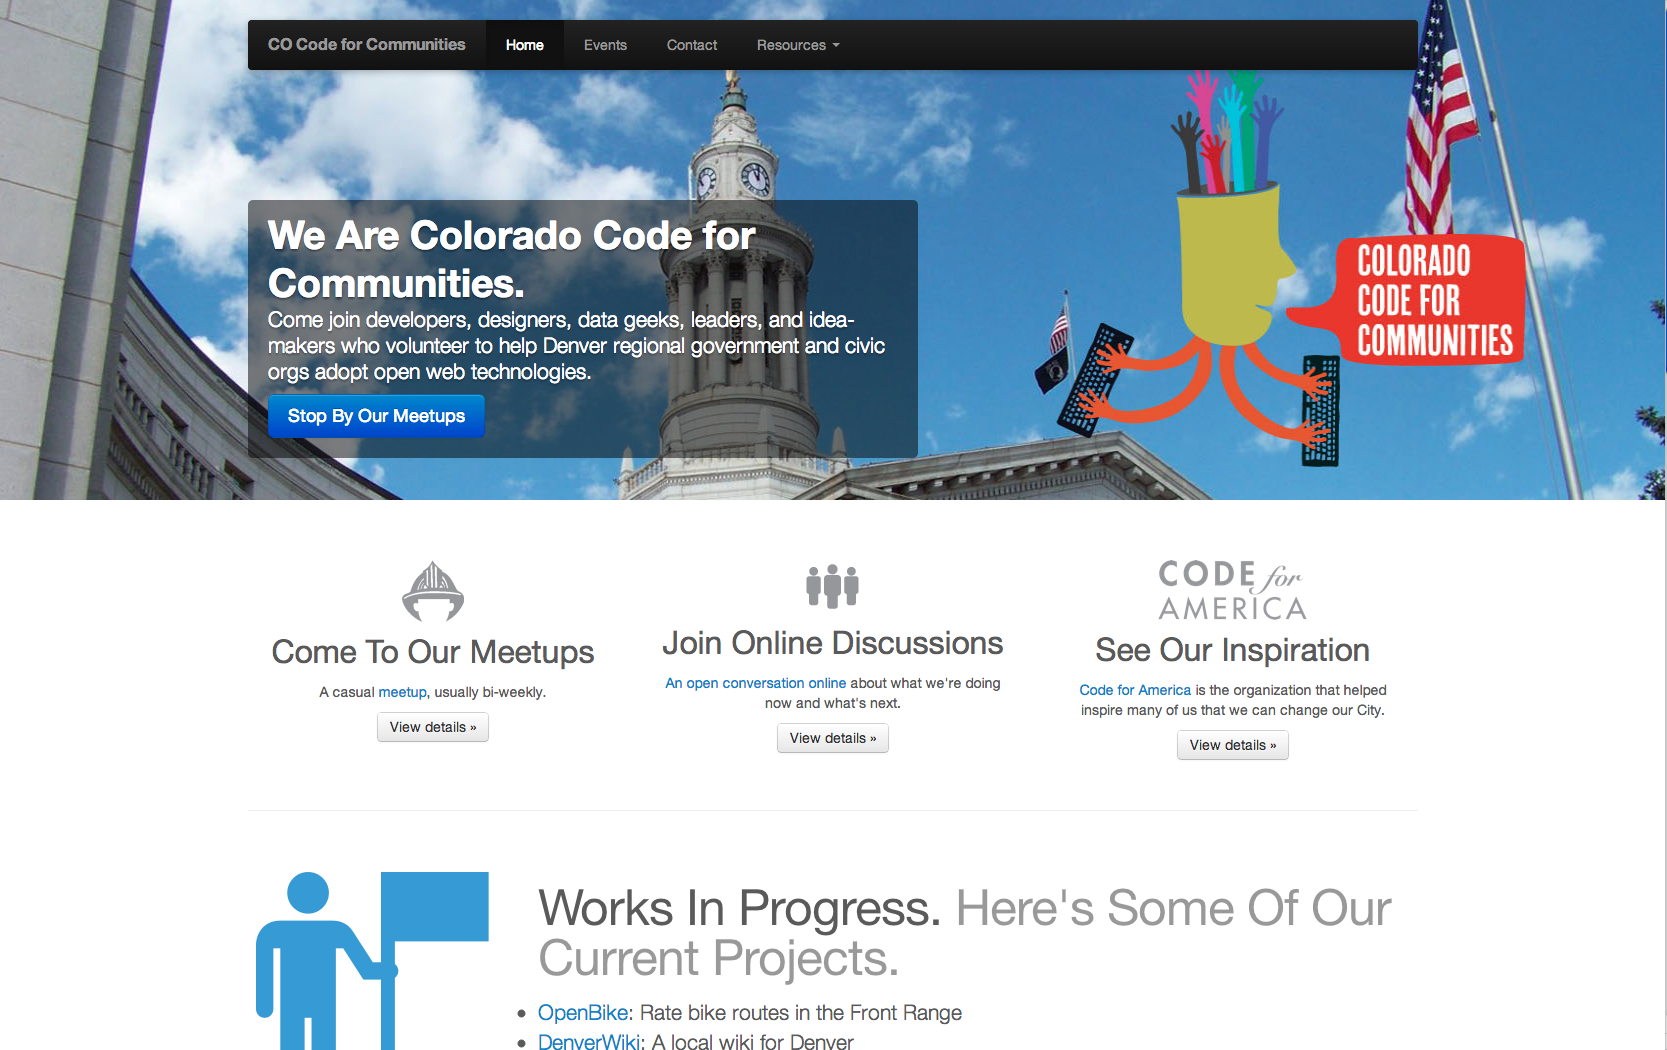 CO Code for Communities Home Events Contact Resources
We Are Colorado Code for
Communities.
Come join developers, designers, data geeks, leaders, and idea-
makers who volunteer to help Denver regional government and civic
orgs adopt open web technologies.
Stop By Our Meetups
COLORADO
CODE FOR
COMMUNITIES
Come To Our Meetups
A casual meetup, usually bi-weekly.
View details »
Join Online Discussions
An open conversation online about what we're doing
now and what's next.
View details »
CODE for
AMERICA
See Our Inspiration
Code for America is the organization that helped
inspire many of us that we can change our City.
View details »
Works In Progress. Here's Some Of Our
Current Projects.
OpenBike: Rate bike routes in the Front Range
DenverWiki: A local wiki for Denver